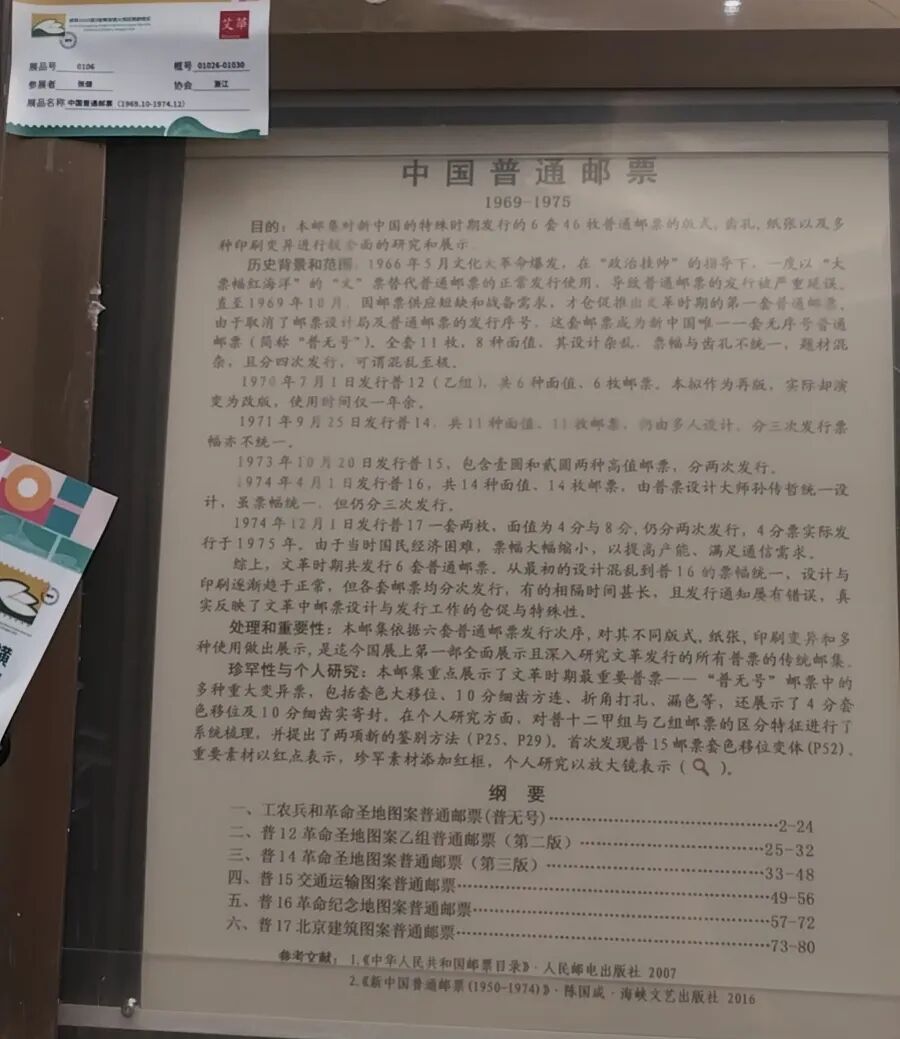 艾革
展品号 0106 框号 01026-01030
参展者 张健 协会 浙江
展品名称 中国普通邮票（1969.10-1974.12）
中国普通邮票
1969-1975
目的：本邮集对新中国的特殊时期发行的6套46枚普通邮票的版式，齿孔，纸张以及多
种印刷变异进行较全面的研究和展示。
历史背景和范围：1966年5月文化大革命爆发，在“政治挂帅”的指导下，一度以“大
票幅红海洋”的“文”票替代普通邮票的正常发行使用，导致普通邮票的发行被严重延误。
直至1969年10月，因邮票供应短缺和战备需求，才仓促推出文革时期的第一套普通邮票。
由于取消了邮票设计局及普通邮票的发行序号，这套邮票成为新中国唯一一套无序号普通
邮票（简称“普无号”）。全套11枚，8种面值，其设计杂乱，票幅与齿孔不统一，题材混
杂，且分四次发行，可谓混乱至极。
1970年7月1日发行普12（乙组），共6种面值、6枚邮票。本拟作为再版，实际却演
变为改版，使用时间仅一年余。
1971年9月25日发行普14，共11种面值、11枚邮票，仍由多人设计，分三次发行票
幅亦不统一。
1973年10月20日发行普15，包含壹圆和贰圆两种高值邮票，分两次发行。
1974年4月1日发行普16，共14种面值、14枚邮票，由普票设计大师孙传哲统一设
计，虽票幅统一，但仍分三次发行。
1974年12月1日发行普17一套两枚，面值为4分与8分，仍分两次发行，4分票实际发
行于1975年。由于当时国民经济困难，票幅大幅缩小，以提高产能、满足通信需求。
综上，文革时期共发行6套普通邮票。从最初的设计混乱到普16的票幅统一，设计与
印刷逐渐趋于正常，但各套邮票均分次发行，有的相隔时间甚长，且发行通知屡有错误，真
实反映了文革中邮票设计与发行工作的仓促与特殊性。
处理和重要性：本邮集依据六套普通邮票发行次序，对其不同版式，纸张，印刷变异和多
种使用做出展示，是迄今国展上第一部全面展示且深入研究文革发行的所有普票的传统邮集。
珍罕性与个人研究：本邮集重点展示了文革时期最重要普票——“普无号”邮票中的
多种重大变异票，包括套色大移位、10分细齿方连、折角打孔、漏色等，还展示了4分套
色移位及10分细齿实寄封。在个人研究方面，对普十二甲组与乙组邮票的区分特征进行了
系统梳理，并提出了两项新的鉴别方法（P25、P29）。首次发现普15邮票套色移位变体(P52)。
重要素材以红点表示，珍罕素材添加红框，个人研究以放大镜表示（ ）。
纲 要
一、工农兵和革命圣地图案普通邮票(普无号)……2-24
二、普12革命圣地图案乙组普通邮票（第二版）……25-32
三、普14革命圣地图案普通邮票（第三版）……33-48
四、普15交通运输图案普通邮票……49-56
五、普16革命纪念地图案普通邮票……57-72
六、普17北京建筑图案普通邮票……73-80
参考文献：1.《中华人民共和国邮票目录》·人民邮电出版社 2007
2.《新中国普通邮票(1950-1974)》·陈国成·海峡文艺出版社 2016